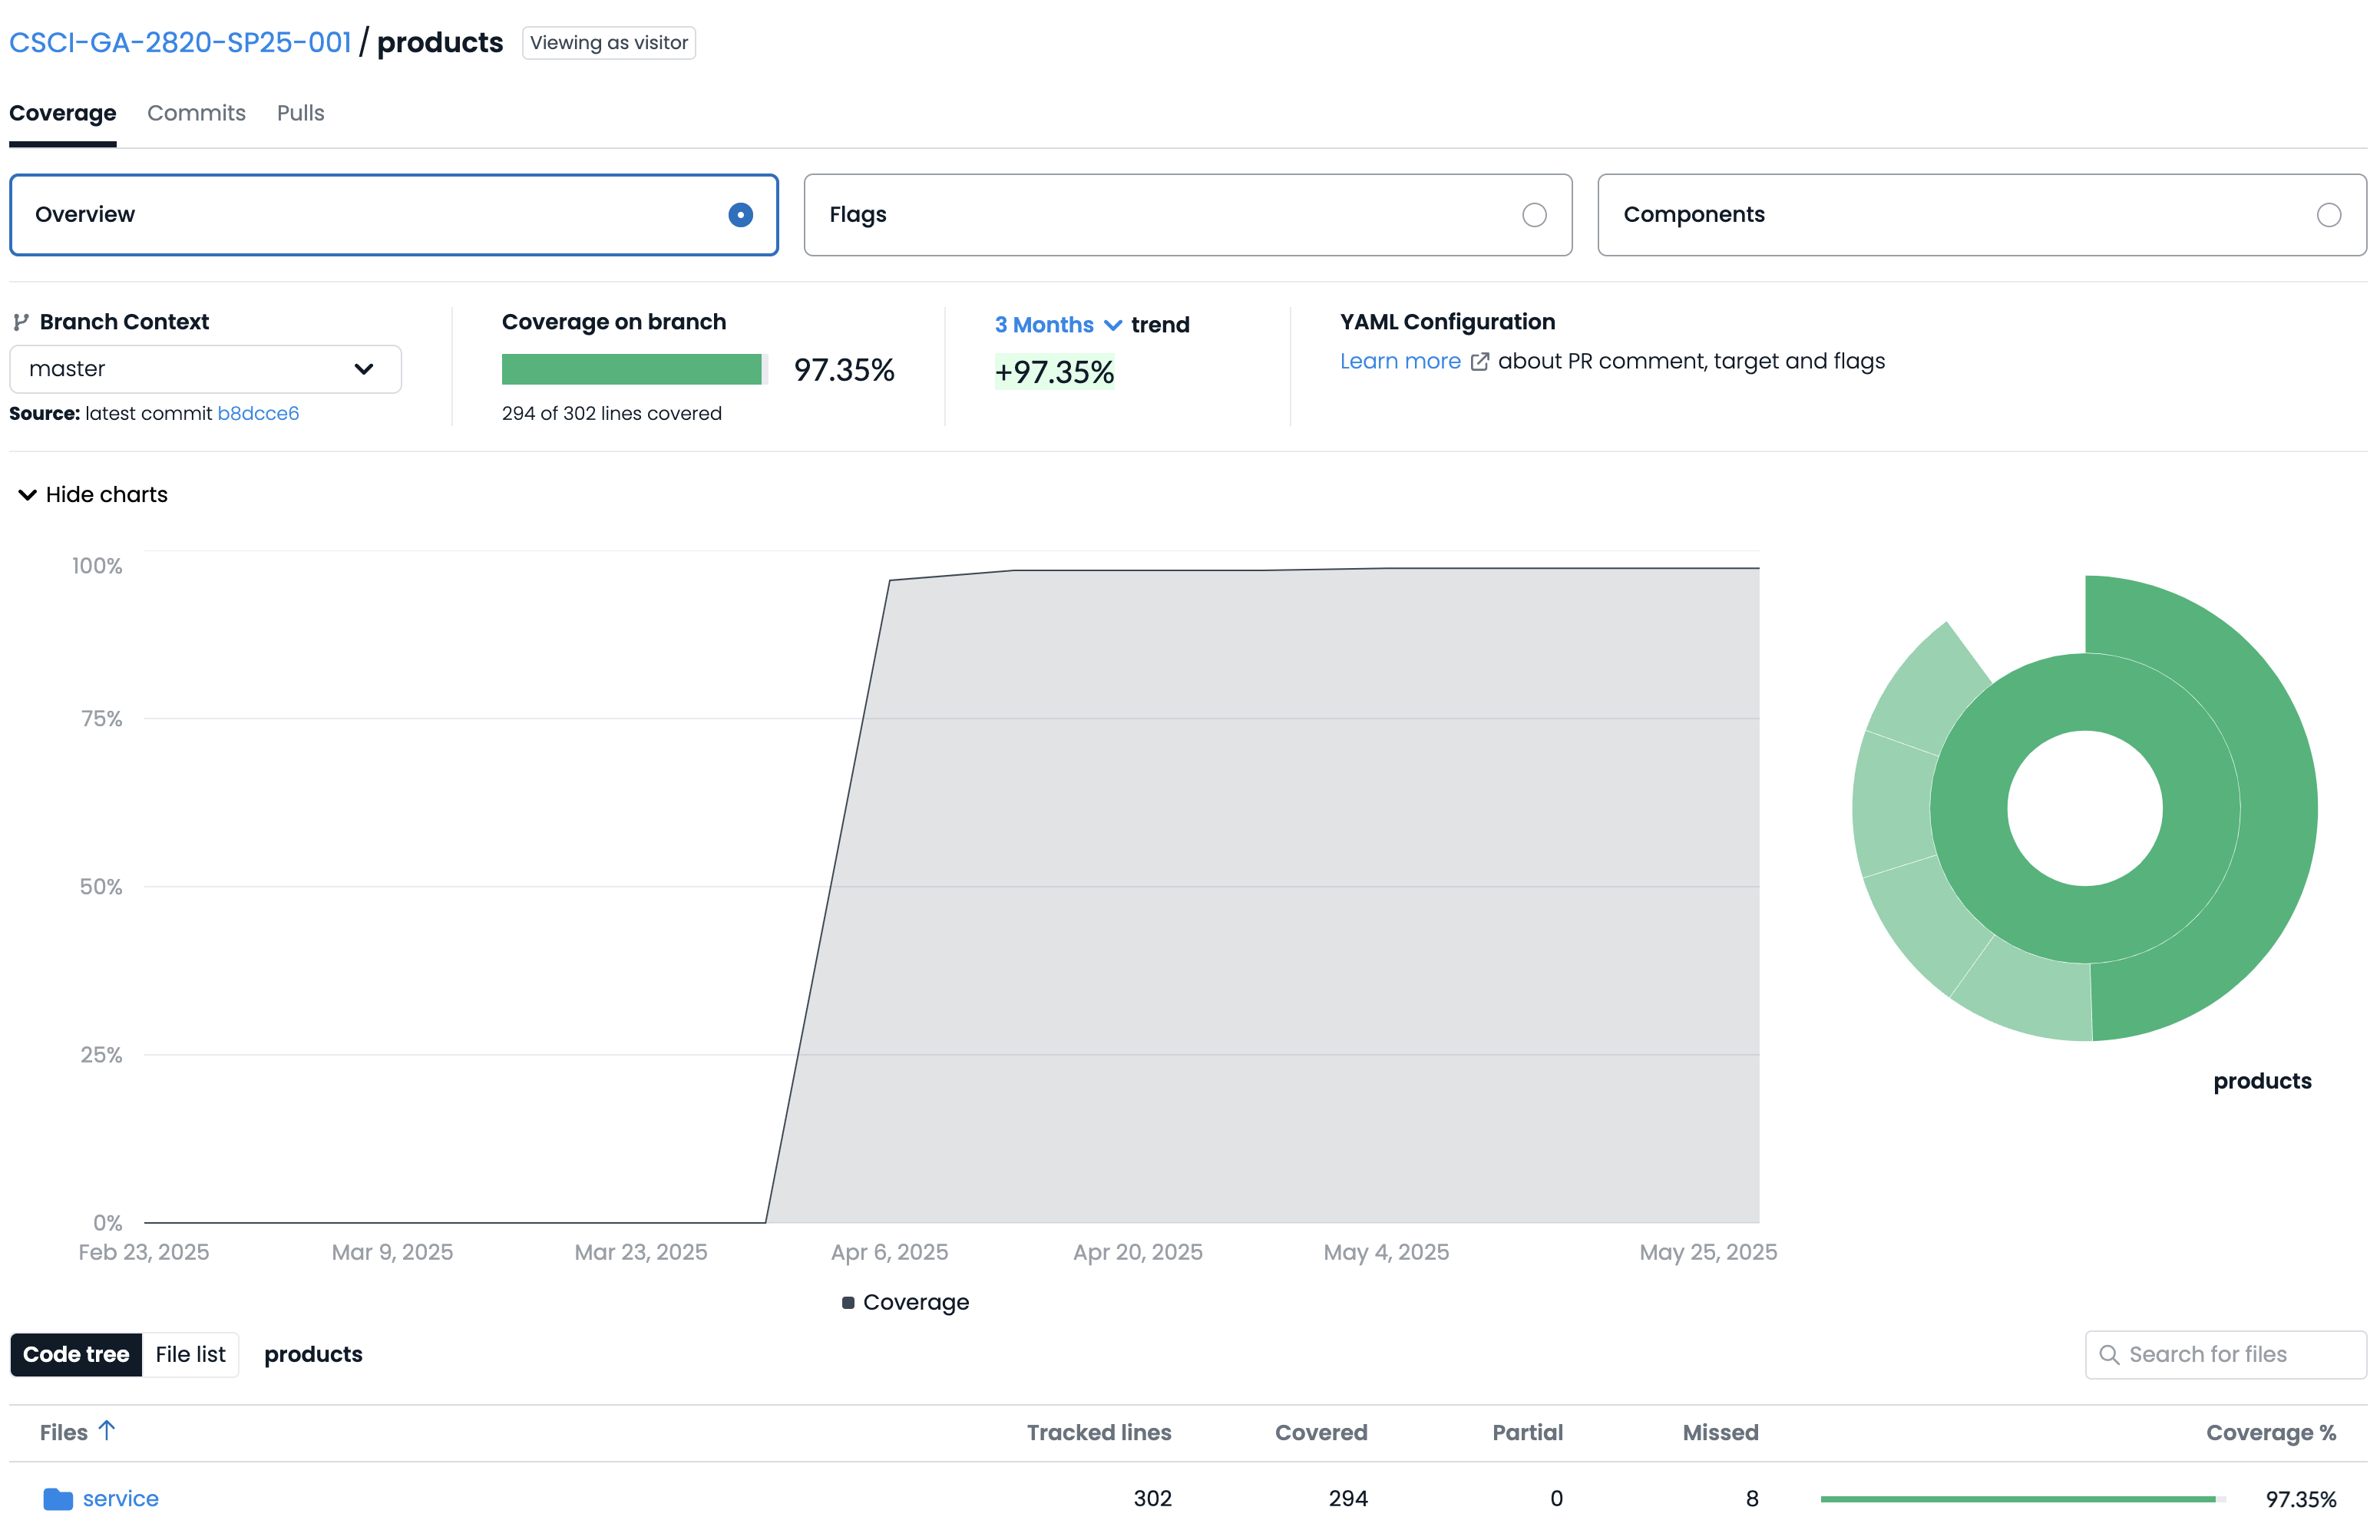 CSCI-GA-2820-SP25-001 / products Viewing as visitor
Coverage Commits Pulls
Overview Flags Components
Branch Context
master
Source: latest commit b8dcce6
Coverage on branch
97.35%
294 of 302 lines covered
3 Months trend
+97.35%
YAML Configuration
Learn more about PR comment, target and flags
Hide charts
100%
75%
50%
25%
0%
Feb 23, 2025 Mar 9, 2025 Mar 23, 2025 Apr 6, 2025 Apr 20, 2025 May 4, 2025 May 25, 2025
Coverage
products
Code tree File list products Search for files
Files Tracked lines Covered Partial Missed Coverage %
service 302 294 0 8 97.35%